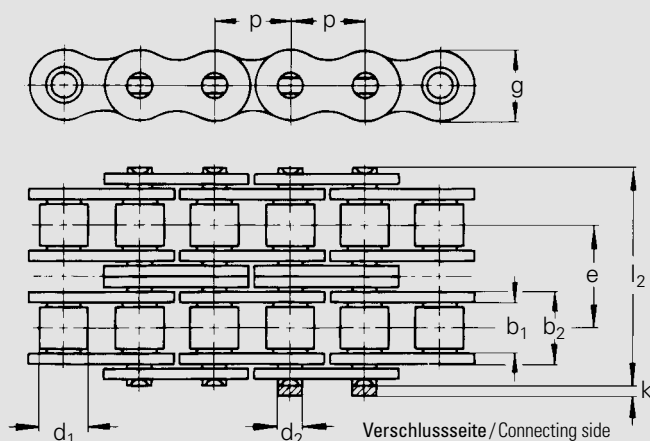 p p
g
e
l₂
b₁ b₂
k
d₁ d₂
Verschlussseite / Connecting side